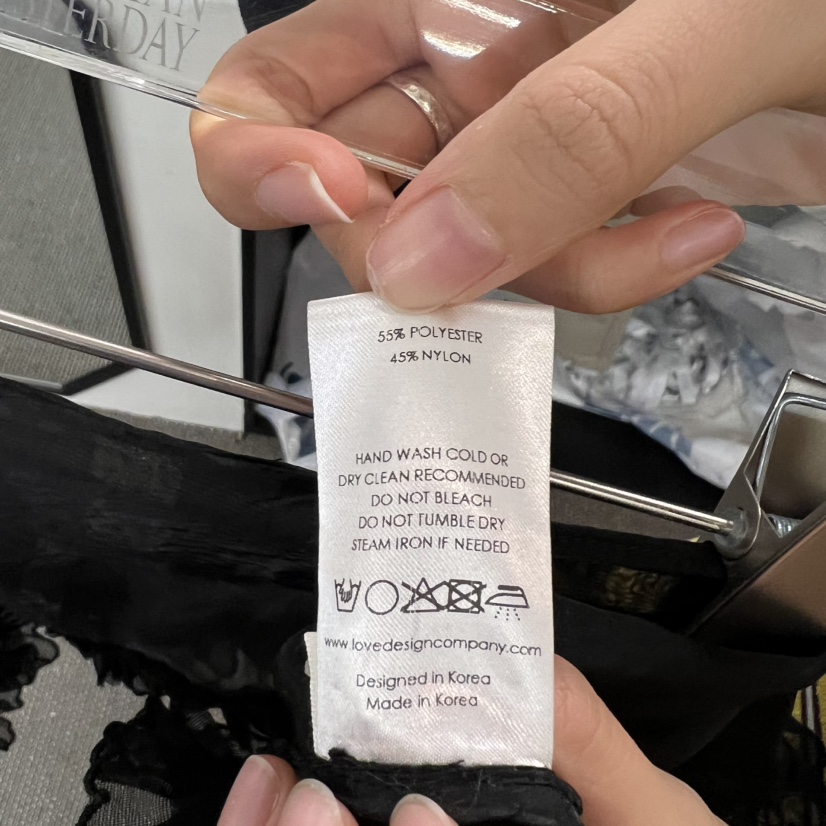 ERDAY
55% POLYESTER
45% NYLON
HAND WASH COLD OR
DRY CLEAN RECOMMENDED
DO NOT BLEACH
DO NOT TUMBLE DRY
STEAM IRON IF NEEDED
www.lovedesigncompany.com
Designed in Korea
Made in Korea